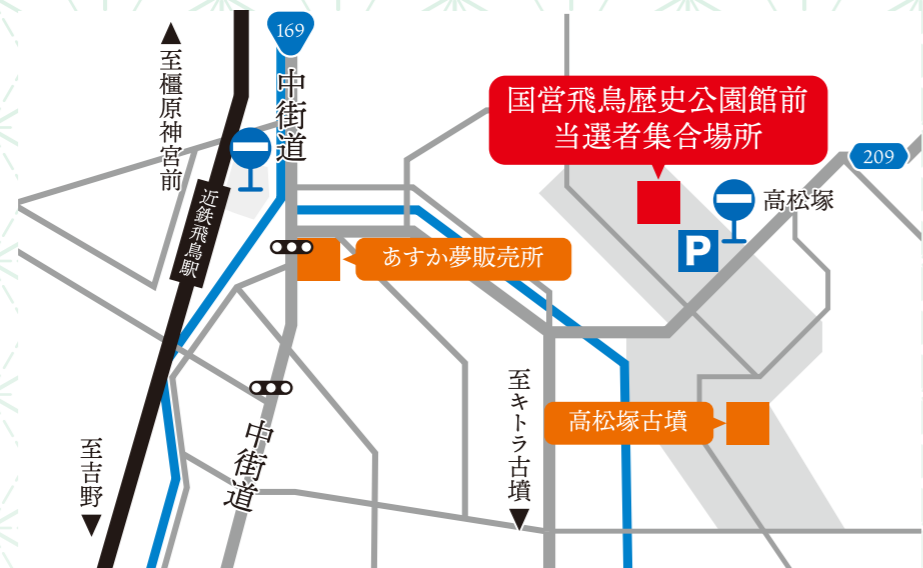 169
▲至橿原神宮前
中街道
国営飛鳥歴史公園館前
当選者集合場所
209
高松塚
P
近鉄飛鳥駅
あすか夢販売所
至キトラ古墳▼
高松塚古墳
中街道
至吉野▼